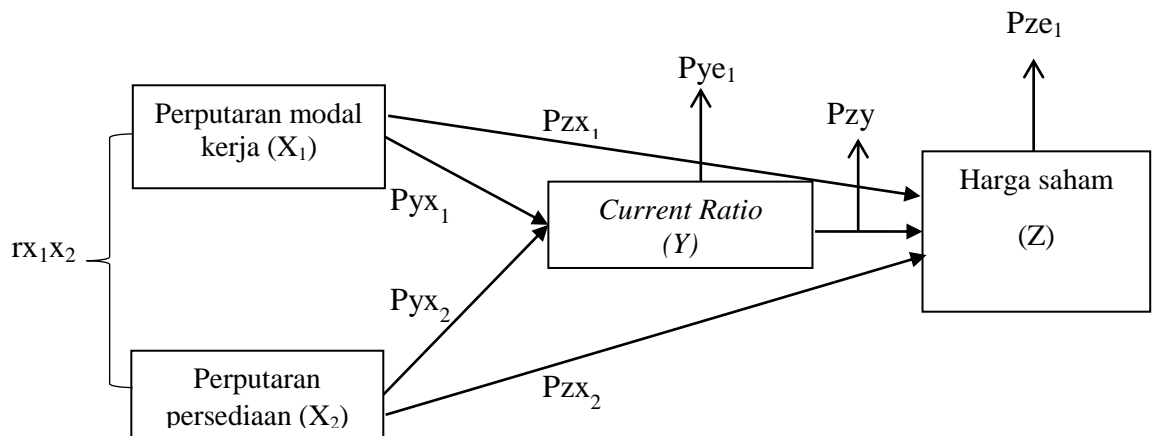 Pze₁
Pye₁
Perputaran modal
kerja (X₁)
Pzx₁
Pzy
Harga saham
(Z)
Pyx₁
Current Ratio
(Y)
rx₁x₂
Pyx₂
Perputaran
persediaan (X₂)
Pzx₂